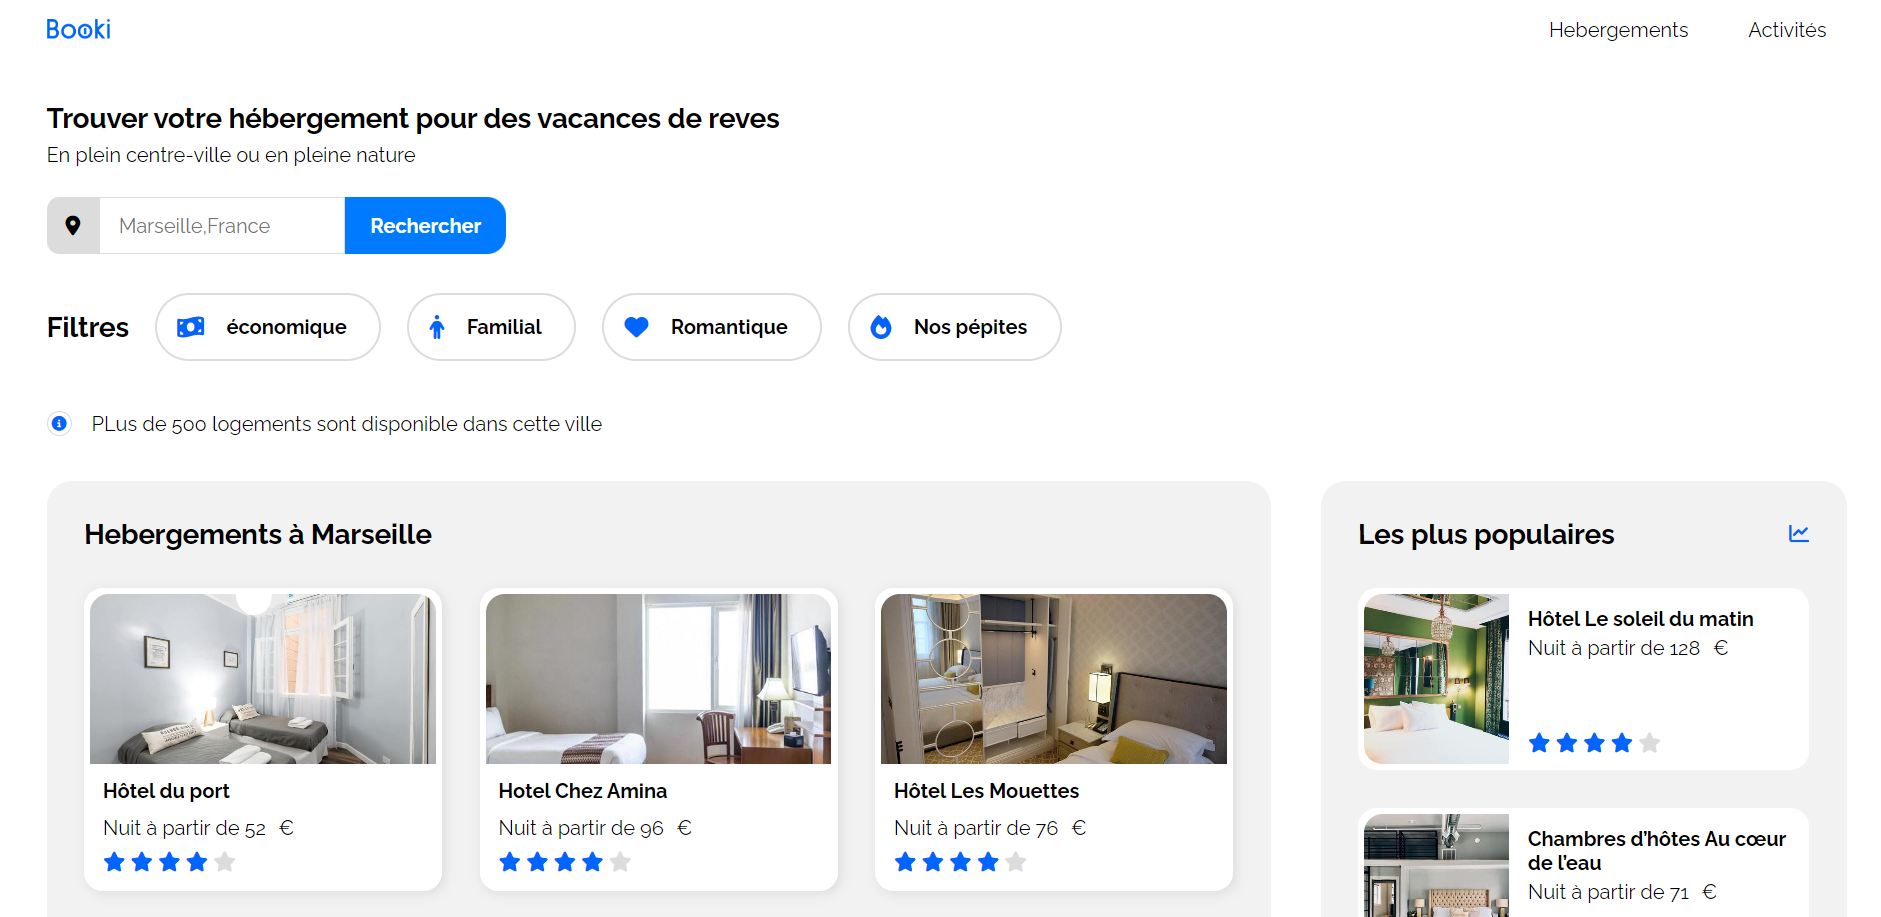 Booki
Hebergements
Activités
Trouver votre hébergement pour des vacances de reves
En plein centre-ville ou en pleine nature
Marseille,France
Rechercher
Filtres
économique
Familial
Romantique
Nos pépites
PLus de 500 logements sont disponible dans cette ville
Hebergements à Marseille
Hôtel du port
Nuit à partir de 52 €
Hotel Chez Amina
Nuit à partir de 96 €
Hôtel Les Mouettes
Nuit à partir de 76 €
Les plus populaires
Hôtel Le soleil du matin
Nuit à partir de 128 €
Chambres d'hôtes Au cœur
de l'eau
Nuit à partir de 71 €